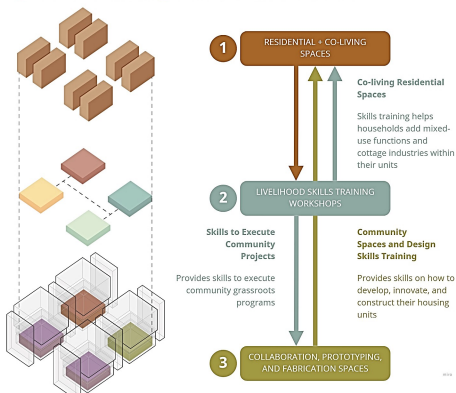 1
RESIDENTIAL + CO-LIVING
SPACES
Co-living Residential
Spaces
Skills training helps
households add mixed-
use functions and
cottage industries within
their units
2
LIVELIHOOD SKILLS TRAINING
WORKSHOPS
Skills to Execute
Community
Projects
Provides skills to execute
community grassroots
programs
Community
Spaces and Design
Skills Training
Provides skills on how to
develop, innovate, and
construct their housing
units
3
COLLABORATION, PROTOTYPING,
AND FABRICATION SPACES